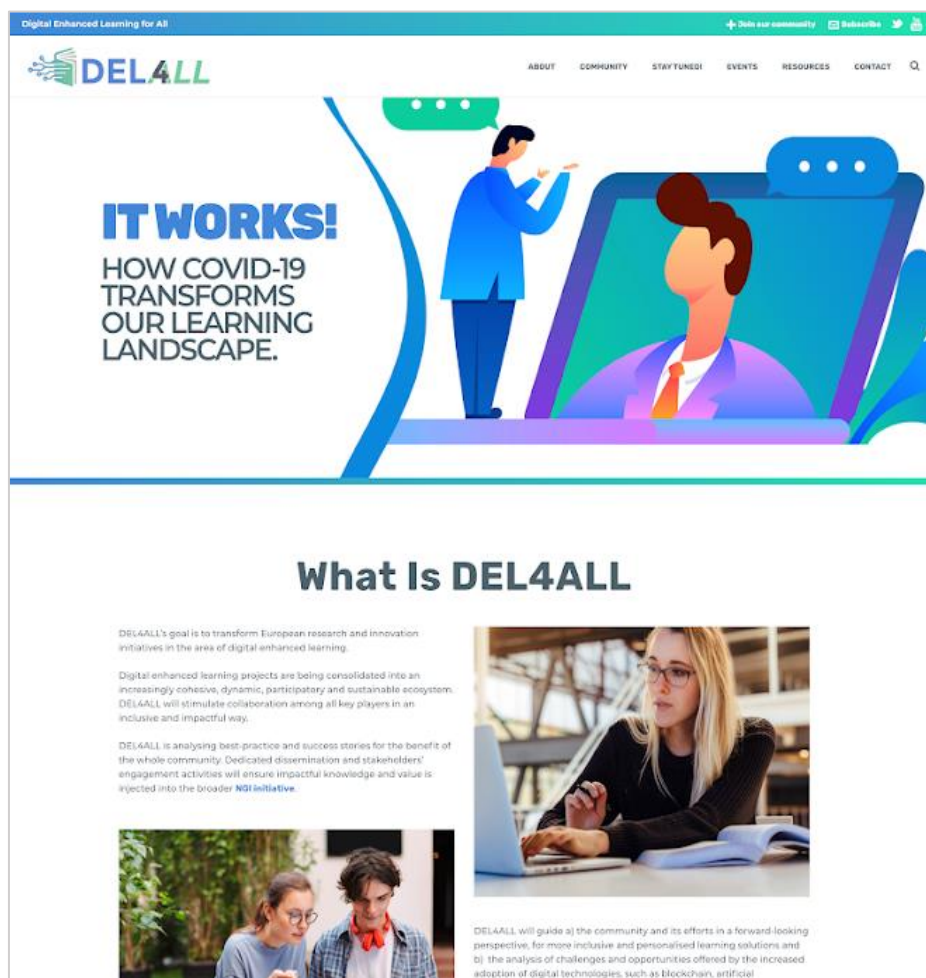 Digital Enhanced Learning for All
Join our community
Subscribe
DEL4ALL
ABOUT
COMMUNITY
STAY TUNED!
EVENTS
RESOURCES
CONTACT
IT WORKS!
HOW COVID-19
TRANSFORMS
OUR LEARNING
LANDSCAPE.
What Is DEL4ALL
DEL4ALL's goal is to transform European research and innovation
initiatives in the area of digital enhanced learning.
Digital enhanced learning projects are being consolidated into an
increasingly cohesive, dynamic, participatory and sustainable ecosystem.
DEL4ALL will stimulate collaboration among all key players in an
inclusive and impactful way.
DEL4ALL is analysing best-practice and success stories for the benefit of
the whole community. Dedicated dissemination and stakeholders'
engagement activities will ensure impactful knowledge and value is
injected into the broader NGI initiative.
DEL4ALL will guide a) the community and its efforts in a forward-looking
perspective, for more inclusive and personalised learning solutions and
b) the analysis of challenges and opportunities offered by the increased
adoption of digital technologies, such as blockchain, artificial